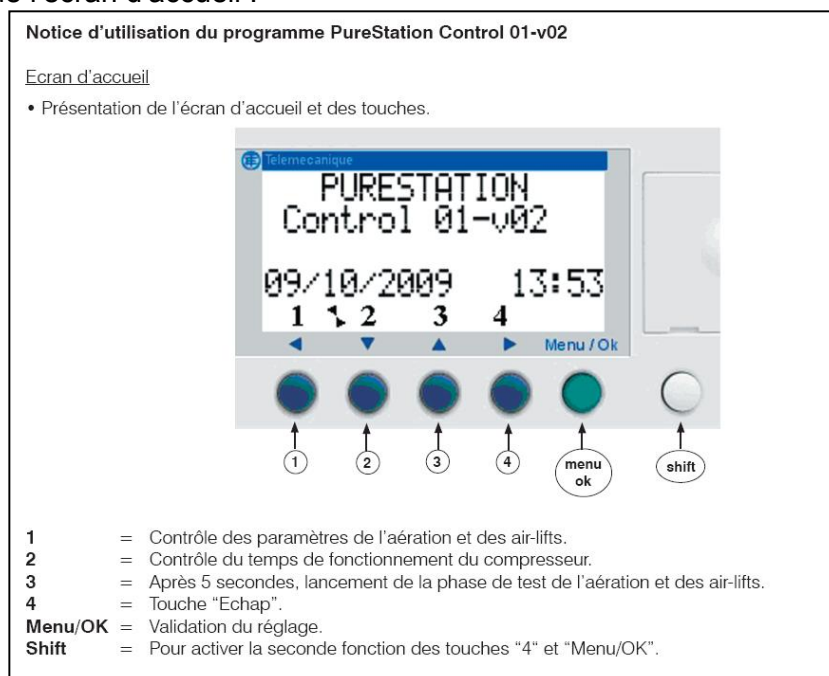 Notice d'utilisation du programme PureStation Control 01-v02
Ecran d'accueil
• Présentation de l'écran d'accueil et des touches.
Telemecanique
PURESTATION
Control 01-v02
09/10/2009 13:53
1 2 3 4
Menu / Ok
1 2 3 4 menu ok shift
1 = Contrôle des paramètres de l'aération et des air-lifts.
2 = Contrôle du temps de fonctionnement du compresseur.
3 = Après 5 secondes, lancement de la phase de test de l'aération et des air-lifts.
4 = Touche "Echap".
Menu/OK = Validation du réglage.
Shift = Pour activer la seconde fonction des touches "4" et "Menu/OK".